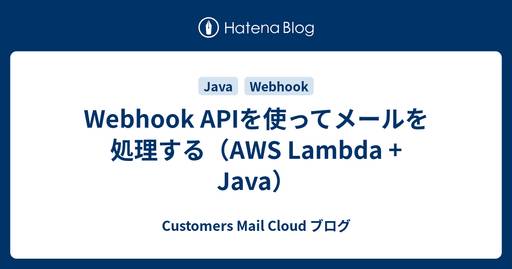 Hatena Blog
Java Webhook
Webhook APIを使ってメールを
処理する（AWS Lambda +
Java）
Customers Mail Cloud ブログ